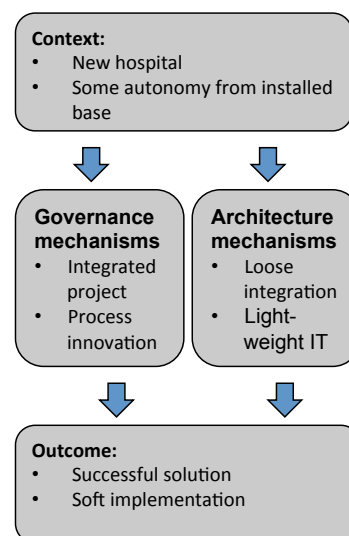 Context:
• New hospital
• Some autonomy from installed
base
Governance
mechanisms
• Integrated
project
• Process
innovation
Architecture
mechanisms
• Loose
integration
• Light-
weight IT
Outcome:
• Successful solution
• Soft implementation